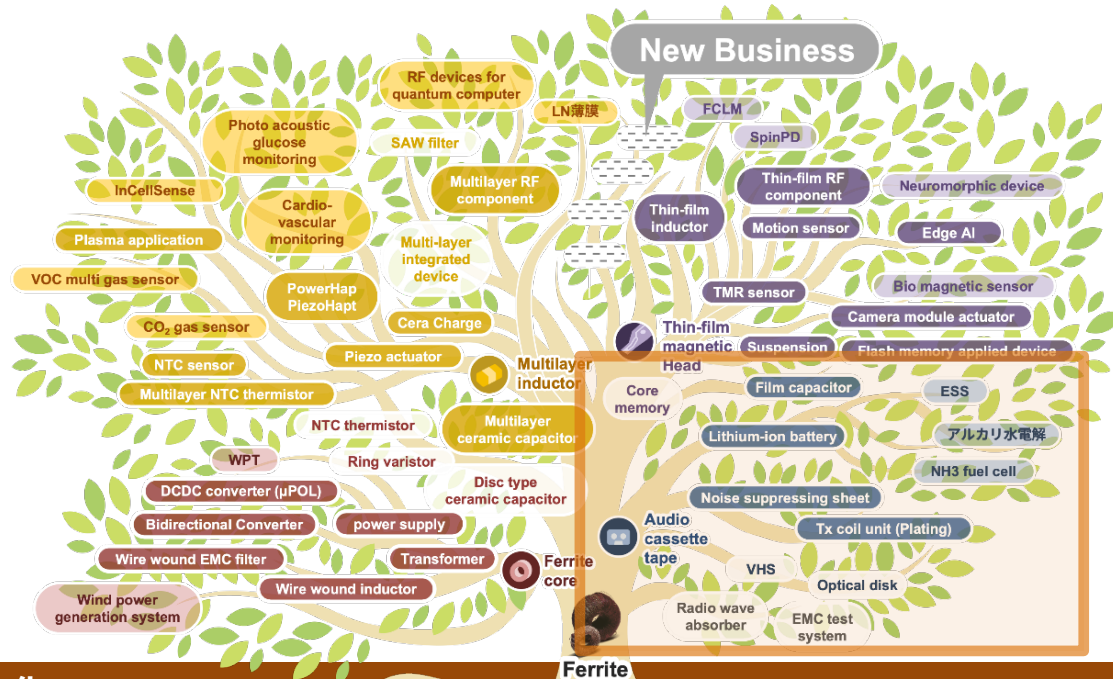 New Business
RF devices for
quantum computer
LN薄膜
FCLM
SpinPD
Photo acoustic
glucose
monitoring
SAW filter
InCellSense
Multilayer RF
component
Thin-film RF
component
Neuromorphic device
Cardio-
vascular
monitoring
Thin-film
inductor
Motion sensor
Edge AI
Plasma application
Multi-layer
integrated
device
VOC multi gas sensor
PowerHap
PiezoHapt
TMR sensor
Bio magnetic sensor
Camera module actuator
CO₂ gas sensor
Cera Charge
Thin-film
magnetic
Head
Suspension
Flash memory applied device
NTC sensor
Piezo actuator
Multilayer
inductor
Multilayer NTC thermistor
Core
memory
Film capacitor
ESS
NTC thermistor
Multilayer
ceramic capacitor
Lithium-ion battery
アルカリ水電解
WPT
Ring varistor
NH3 fuel cell
DCDC converter (μPOL)
Disc type
ceramic capacitor
Noise suppressing sheet
Bidirectional Converter
power supply
Audio
cassette
tape
Tx coil unit (Plating)
Wire wound EMC filter
Transformer
Ferrite
core
VHS
Optical disk
Wire wound inductor
Wind power
generation system
Radio wave
absorber
EMC test
system
Ferrite